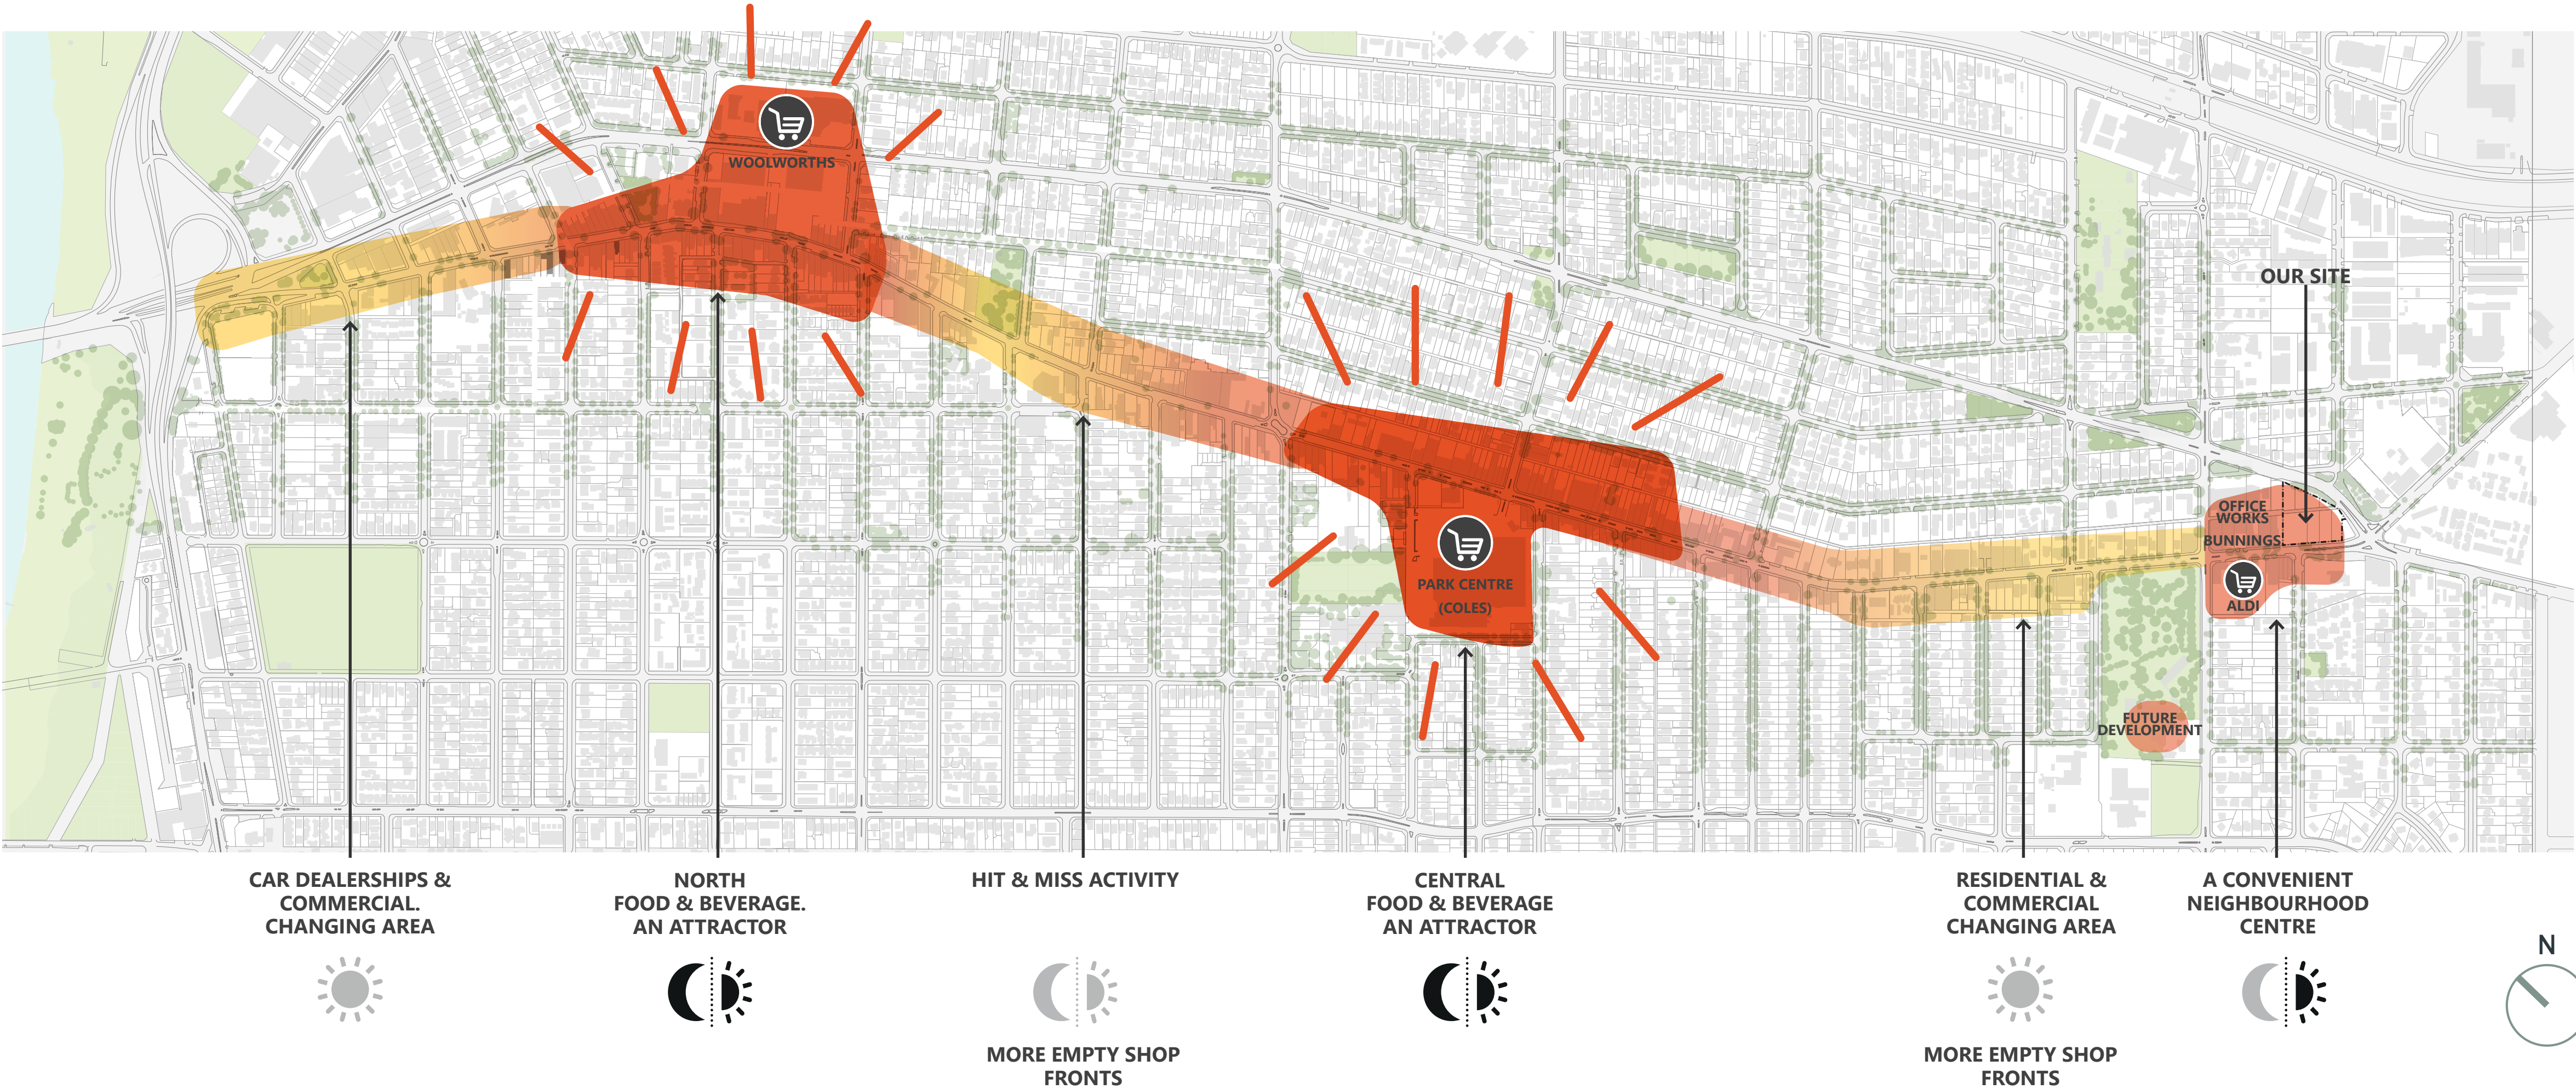 WOOLWORTHS
OUR SITE
OFFICE
WORKS
BUNNINGS
PARK CENTRE
(COLES)
ALDI
FUTURE
DEVELOPMENT
CAR DEALERSHIPS &
COMMERCIAL.
CHANGING AREA
NORTH
FOOD & BEVERAGE.
AN ATTRACTOR
HIT & MISS ACTIVITY
MORE EMPTY SHOP
FRONTS
CENTRAL
FOOD & BEVERAGE
AN ATTRACTOR
RESIDENTIAL &
COMMERCIAL
CHANGING AREA
MORE EMPTY SHOP
FRONTS
A CONVENIENT
NEIGHBOURHOOD
CENTRE
N